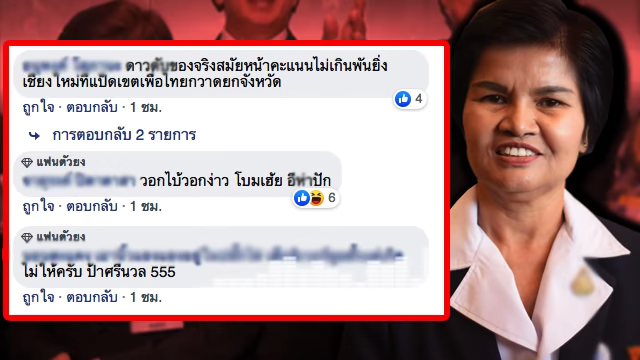 ดาวดับของจริงสมัยหน้าคะแนนไม่เกินพันยิ่ง
เชียงใหม่ที่แปดเขตเพื่อไทยกวาดยกจังหวัด
4
ถูกใจ · ตอบกลับ · 1 ชม.
การตอบกลับ 2 รายการ
แฟนตัวยง
วอกไบ้วอกง่าว โบมเฮัย อีห่าปัก
6
ถูกใจ · ตอบกลับ · 1 ชม.
แฟนตัวยง
ไม่ให้ครับ ป้าศรีนวล 555
ถูกใจ · ตอบกลับ · 1 ชม.